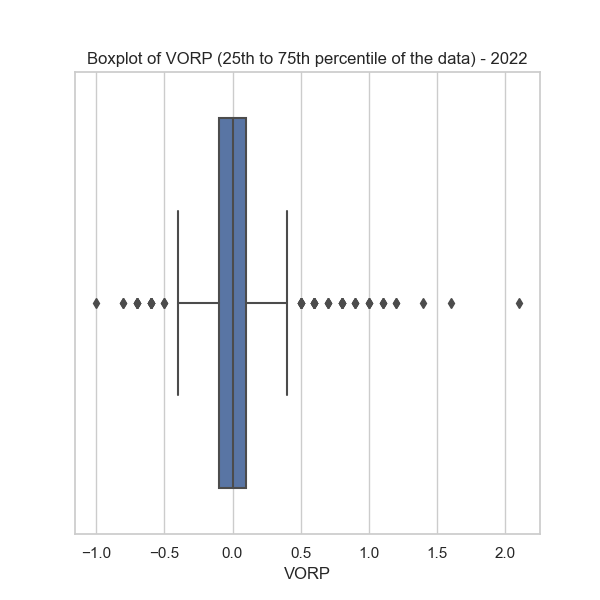 Boxplot of VORP (25th to 75th percentile of the data) - 2022
−1.0 −0.5 0.0 0.5 1.0 1.5 2.0
VORP